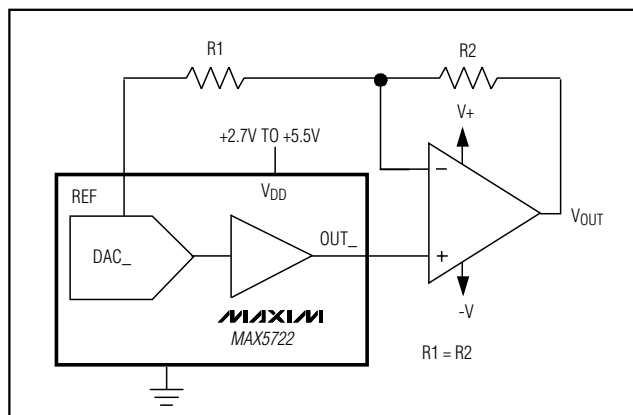 R1
R2
V+
+2.7V TO +5.5V
REF
VDD
−
DAC_
OUT_
VOUT
+
MAXIM
MAX5722
-V
R1 = R2